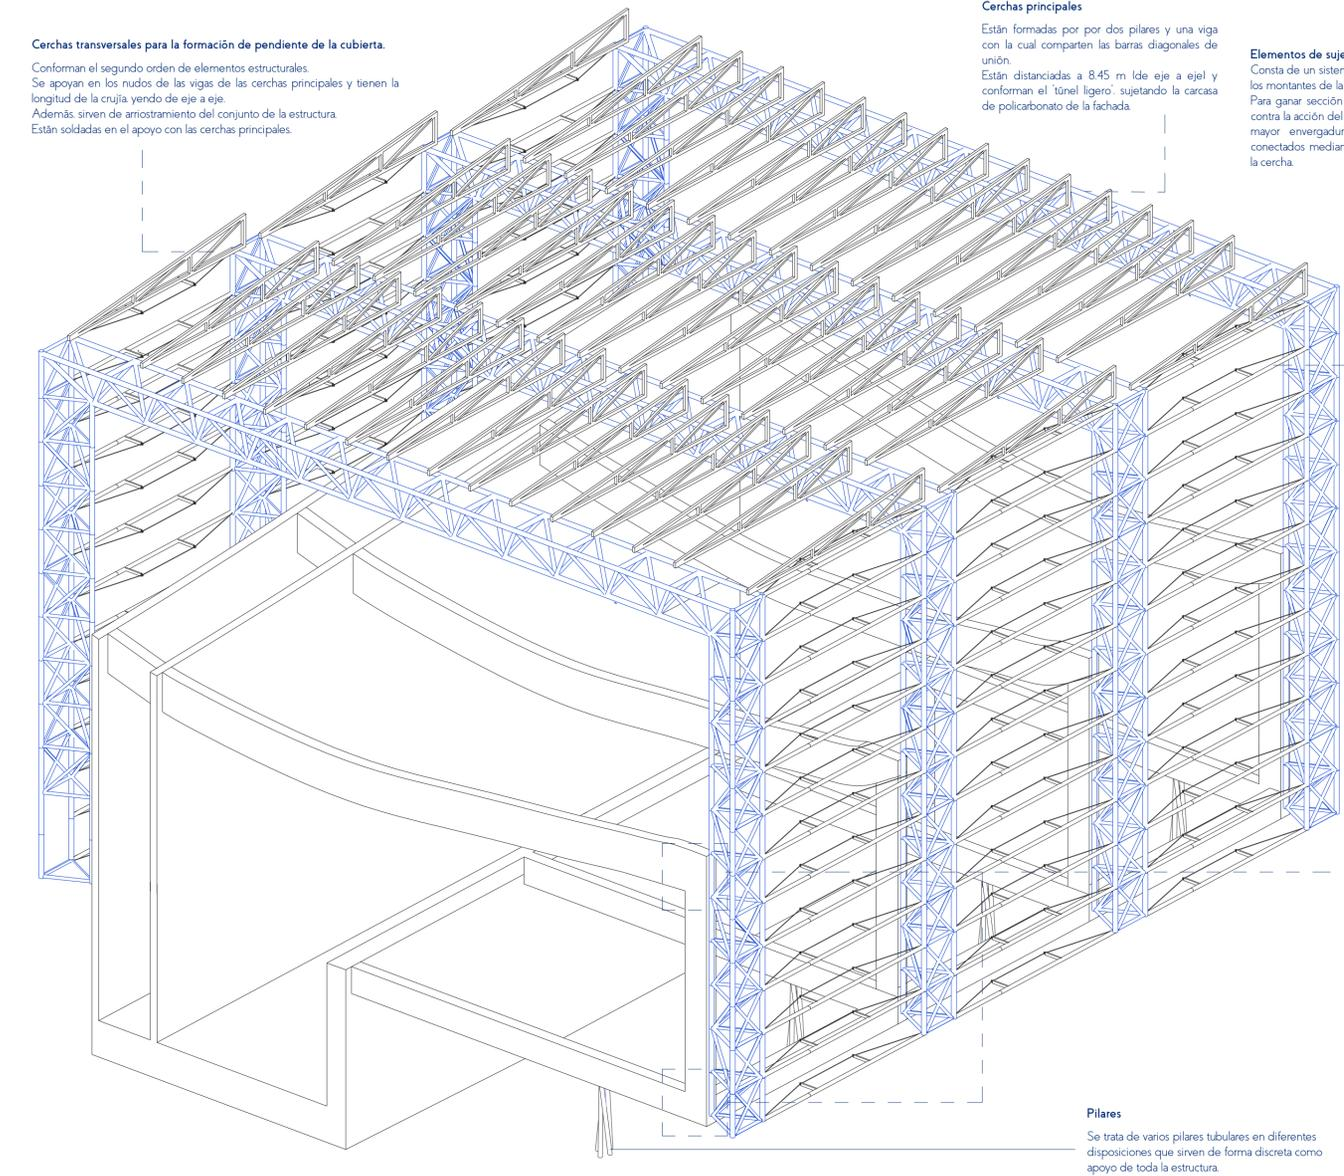 Cerchas transversales para la formación de pendiente de la cubierta.
Conforman el segundo orden de elementos estructurales.
Se apoyan en los nudos de las vigas de las cerchas principales y tienen la
longitud de la crujía, yendo de eje a eje.
Además, sirven de arriostramiento del conjunto de la estructura.
Están soldadas en el apoyo con las cerchas principales.
Cerchas principales
Están formadas por por dos pilares y una viga
con la cual comparten las barras diagonales de
unión.
Están distanciadas a 8.45 m (de eje a eje) y
conforman el 'túnel ligero', sujetando la carcasa
de policarbonato de la fachada.
Elementos de suje
Consta de un sistem
los montantes de la
Para ganar sección
contra la acción del
mayor envergadur
conectados median
la cercha.
Pilares
Se trata de varios pilares tubulares en diferentes
disposiciones que sirven de forma discreta como
apoyo de toda la estructura.